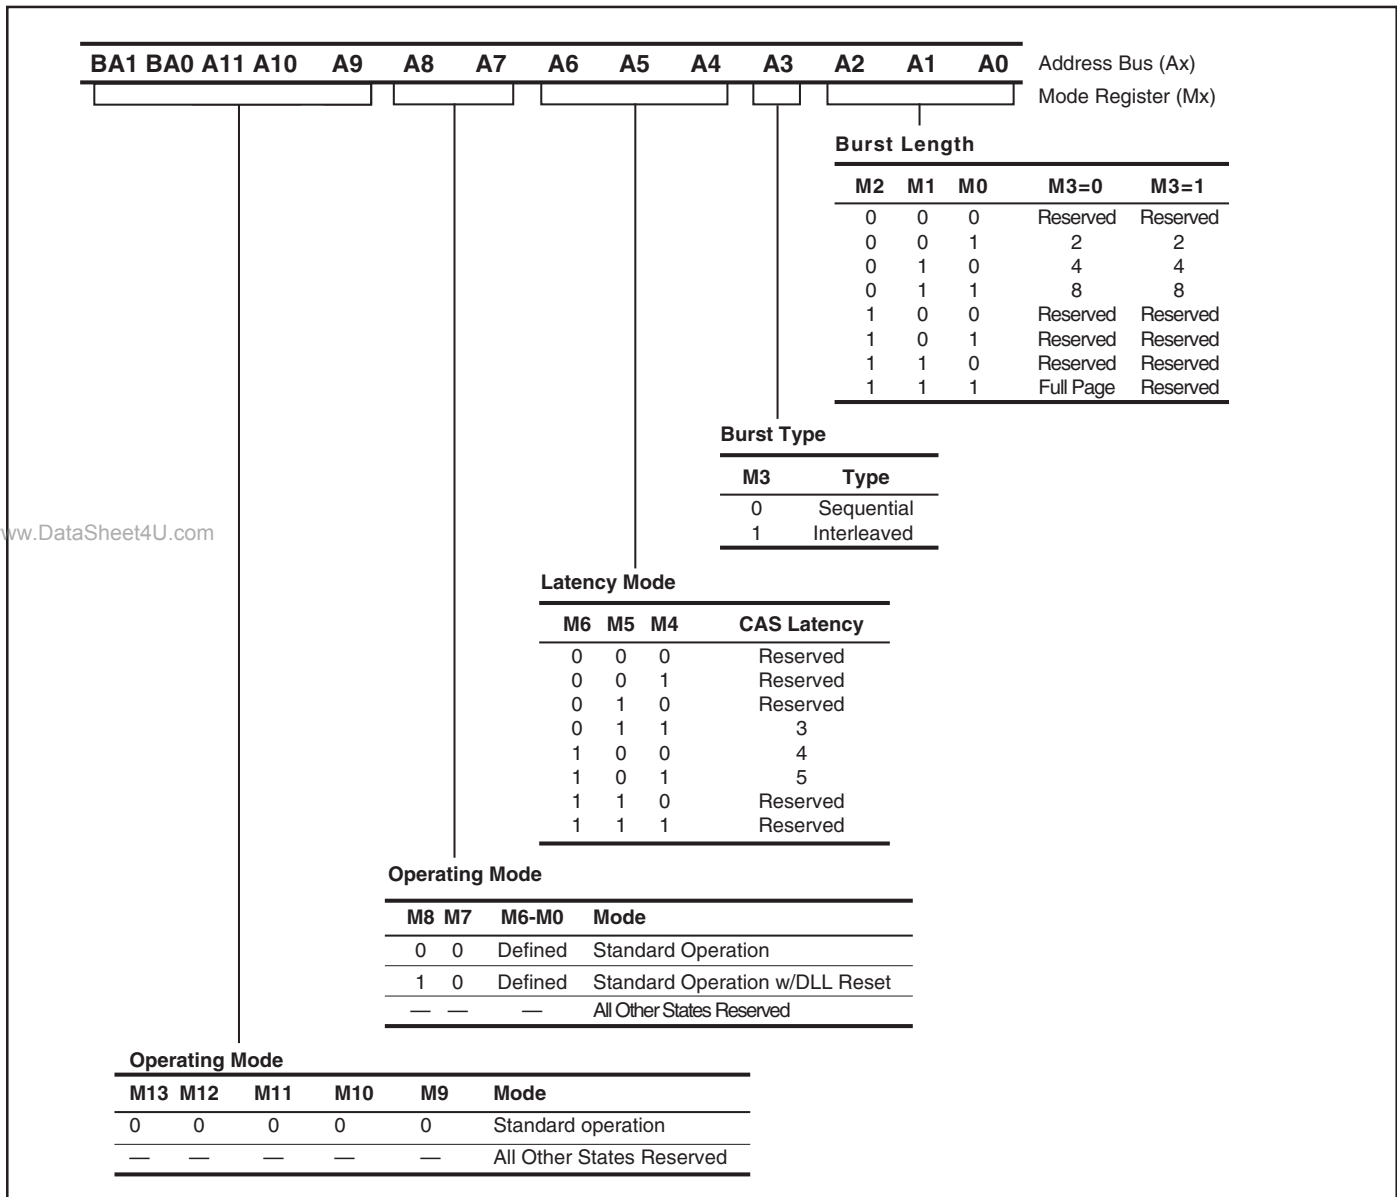 BA1 BA0 A11 A10 A9 A8 A7 A6 A5 A4 A3 A2 A1 A0 Address Bus (Ax)
Mode Register (Mx)
Burst Length
M2 M1 M0 M3=0 M3=1
0 0 0 Reserved Reserved
0 0 1 2 2
0 1 0 4 4
0 1 1 8 8
1 0 0 Reserved Reserved
1 0 1 Reserved Reserved
1 1 0 Reserved Reserved
1 1 1 Full Page Reserved
Burst Type
M3 Type
0 Sequential
1 Interleaved
ww.DataSheet4U.com
Latency Mode
M6 M5 M4 CAS Latency
0 0 0 Reserved
0 0 1 Reserved
0 1 0 Reserved
0 1 1 3
1 0 0 4
1 0 1 5
1 1 0 Reserved
1 1 1 Reserved
Operating Mode
M8 M7 M6-M0 Mode
0 0 Defined Standard Operation
1 0 Defined Standard Operation w/DLL Reset
— — — All Other States Reserved
Operating Mode
M13 M12 M11 M10 M9 Mode
0 0 0 0 0 Standard operation
— — — — — All Other States Reserved